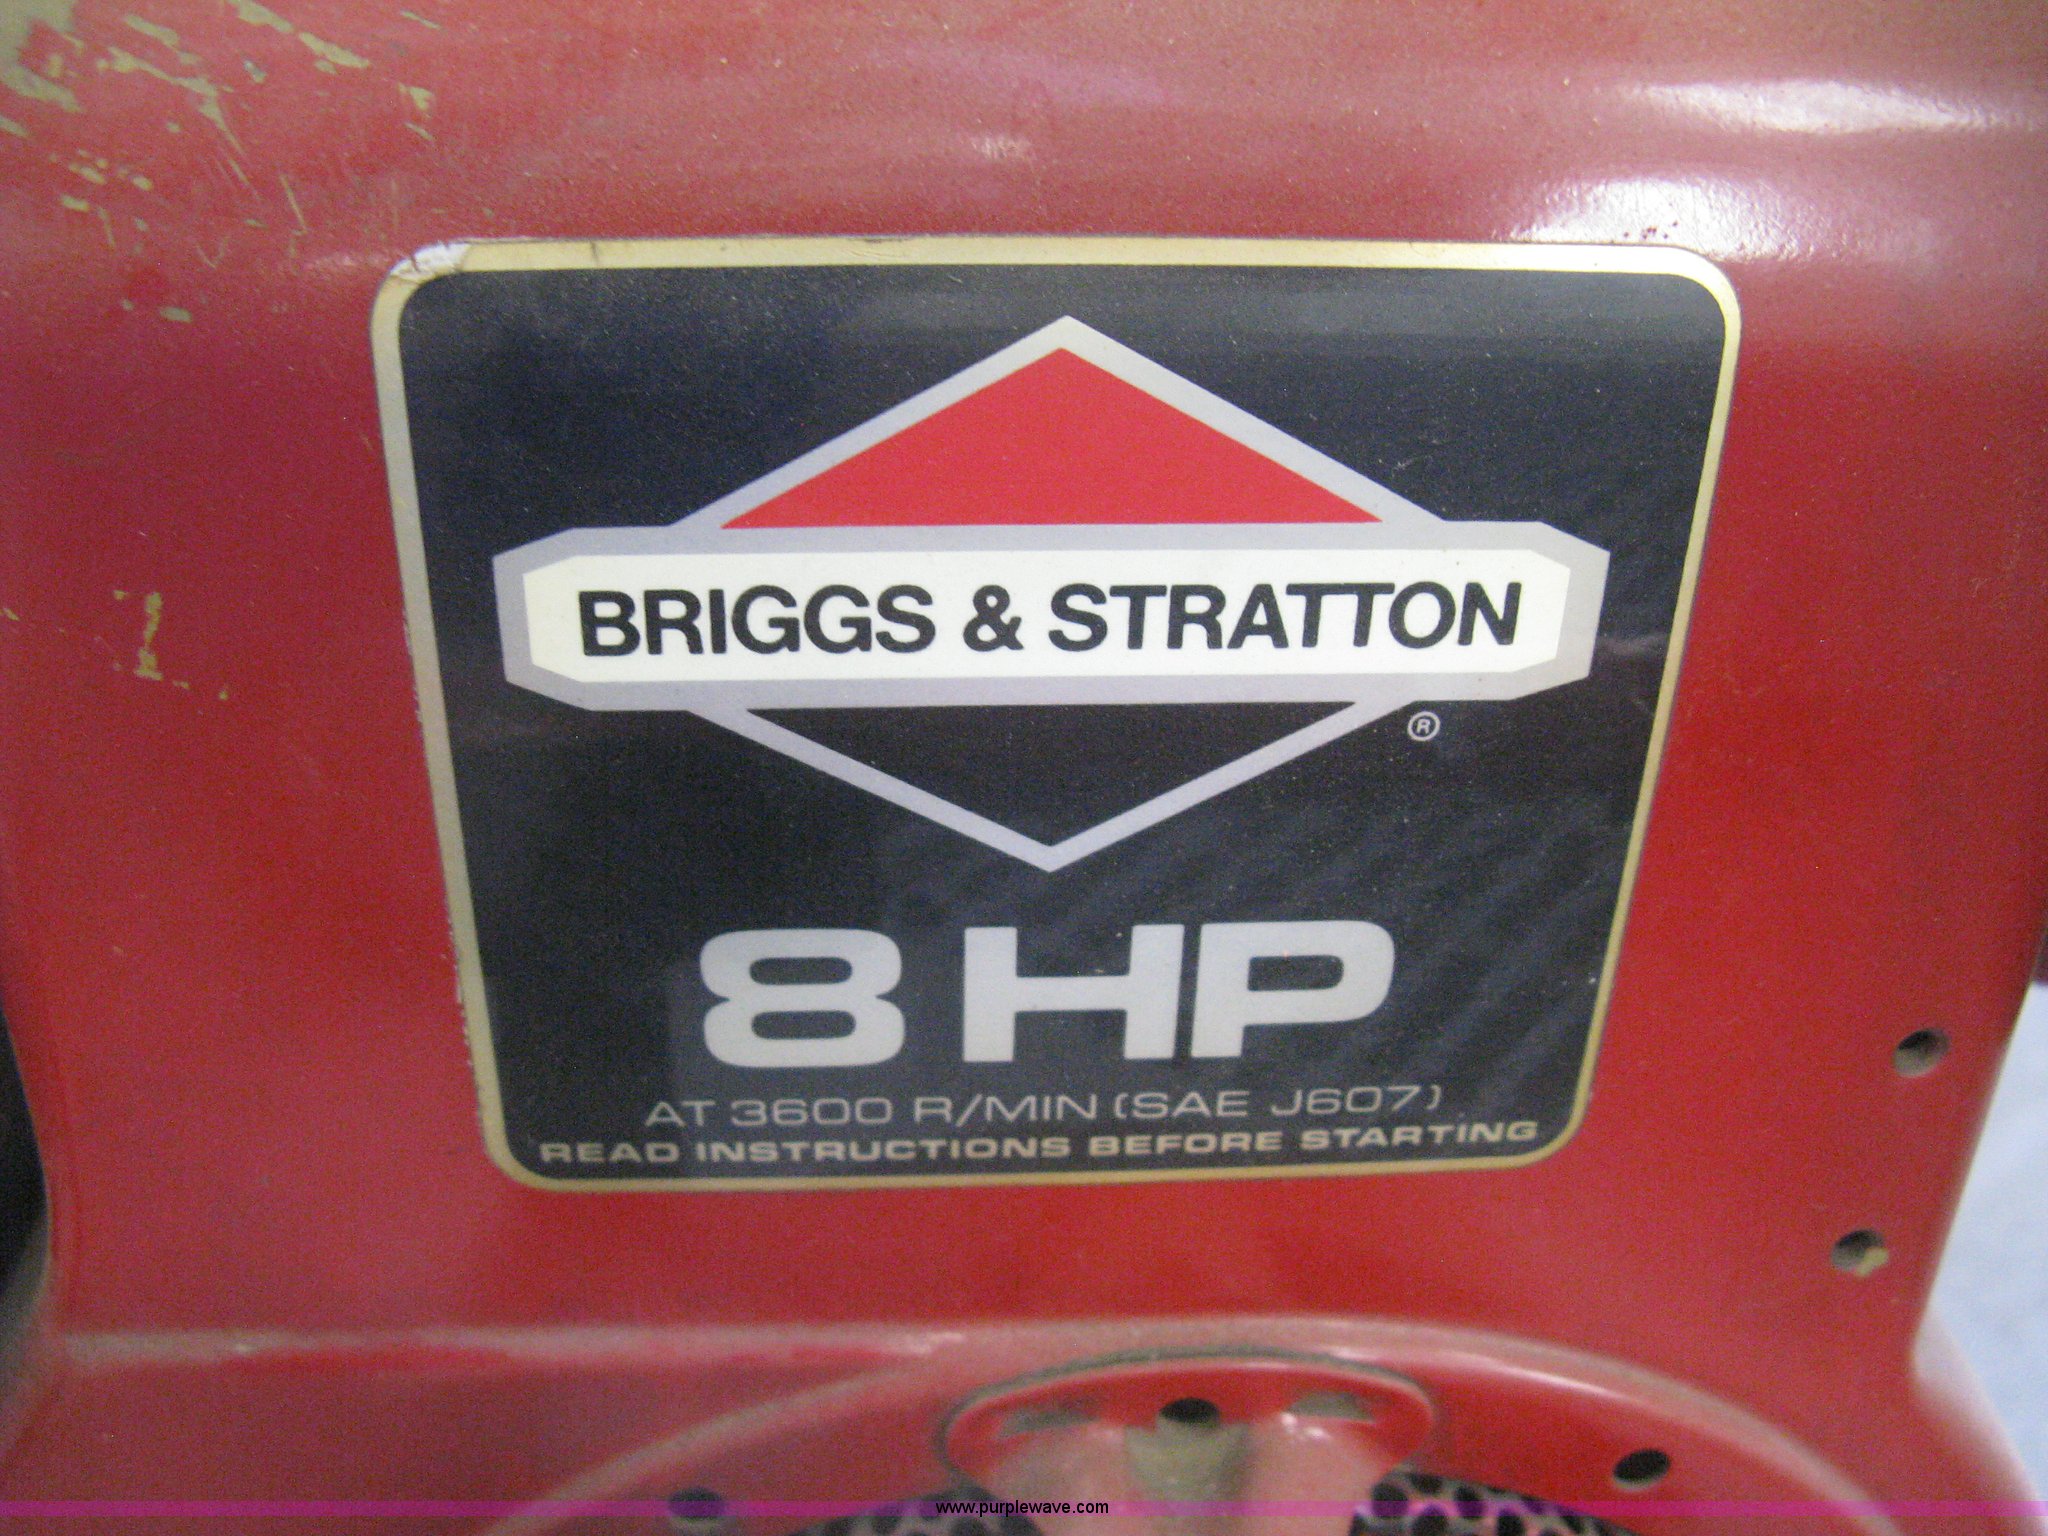 BRIGGS & STRATTON
®
8 HP
AT 3600 R/MIN (SAE J607)
READ INSTRUCTIONS BEFORE STARTING
www.purplewave.com